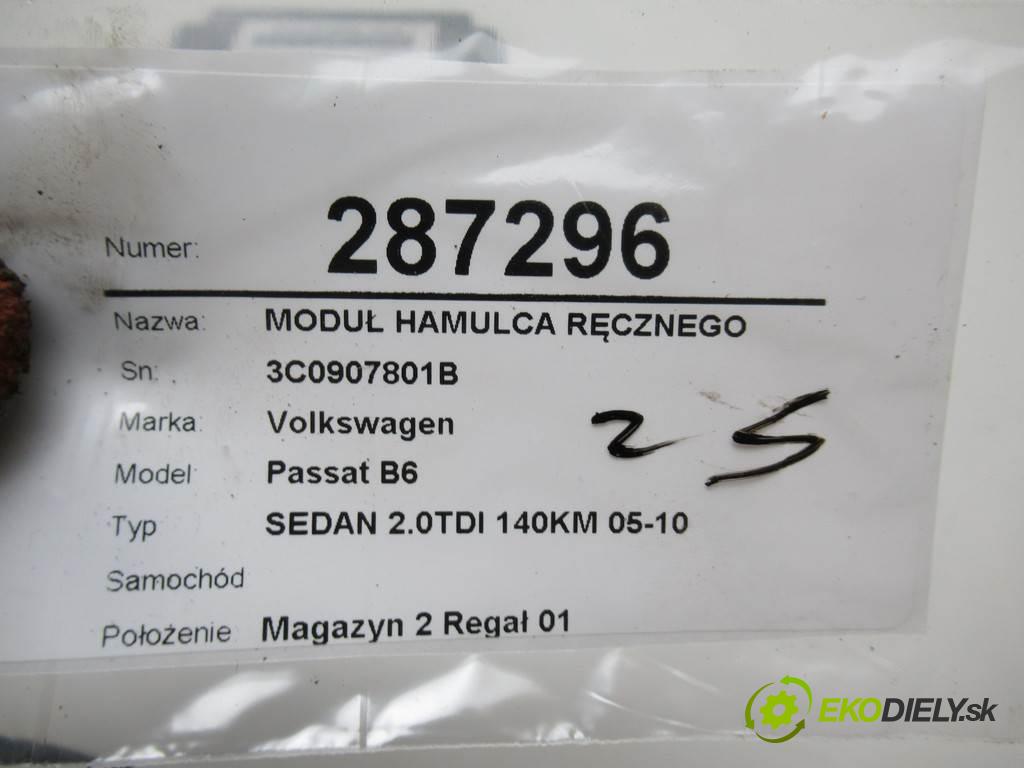 Numer: 287296
Nazwa: MODUŁ HAMULCA RĘCZNEGO
Sn: 3C0907801B
Marka: Volkswagen
Model Passat B6
Typ SEDAN 2.0TDI 140KM 05-10
Samochód
Położenie Magazyn 2 Regał 01
25
EKODIELY.sk